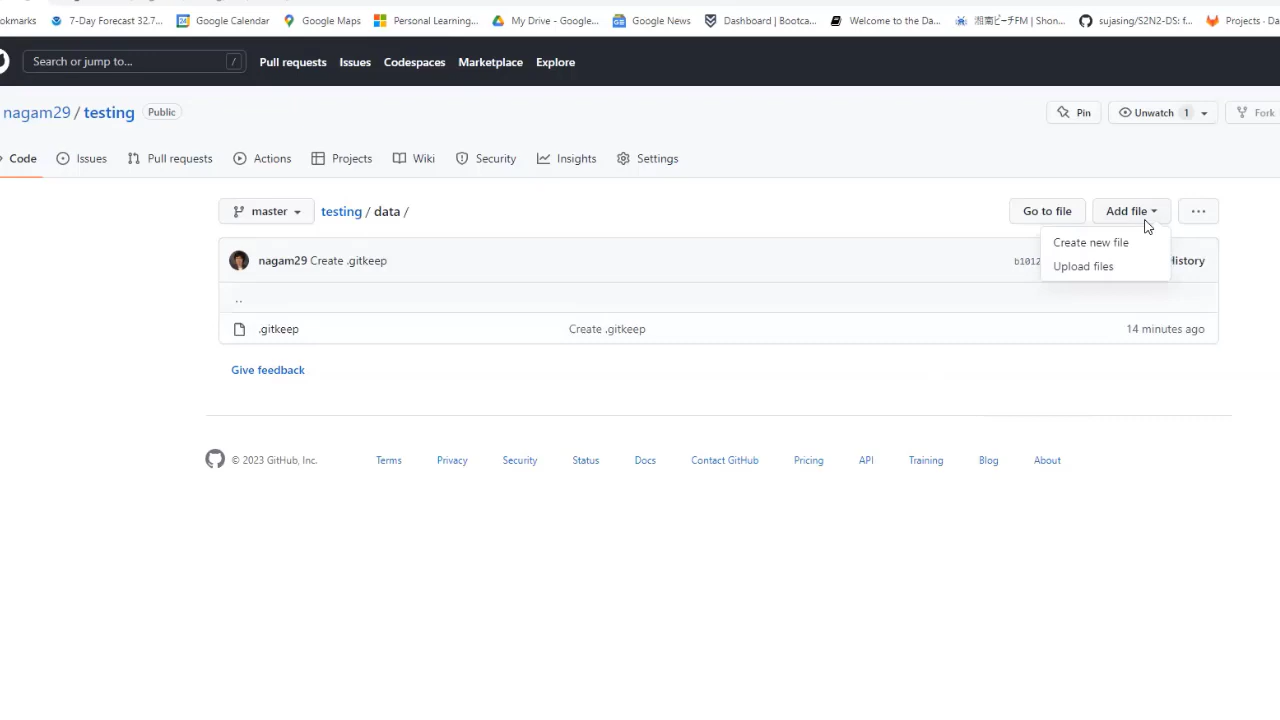 okmarks 7-Day Forecast 32.7... Google Calendar Google Maps Personal Learning... My Drive - Google... Google News Dashboard | Bootca... Welcome to the Da... 湘南ビーチFM | Shon... sujasing/S2N2-DS: f... Projects · Da
Search or jump to... / Pull requests Issues Codespaces Marketplace Explore
nagam29 / testing Public Pin Unwatch 1 Fork
Code Issues Pull requests Actions Projects Wiki Security Insights Settings
master testing / data / Go to file Add file ...
Create new file
nagam29 Create .gitkeep b1012 History
Upload files
..
.gitkeep Create .gitkeep 14 minutes ago
Give feedback
© 2023 GitHub, Inc. Terms Privacy Security Status Docs Contact GitHub Pricing API Training Blog About